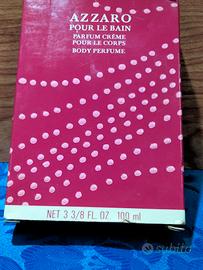 AZZARO
POUR LE BAIN
PARFUM CRÈME
POUR LE CORPS
BODY PERFUME
NET 3 3/8 FL. OZ. 100 ml
subito